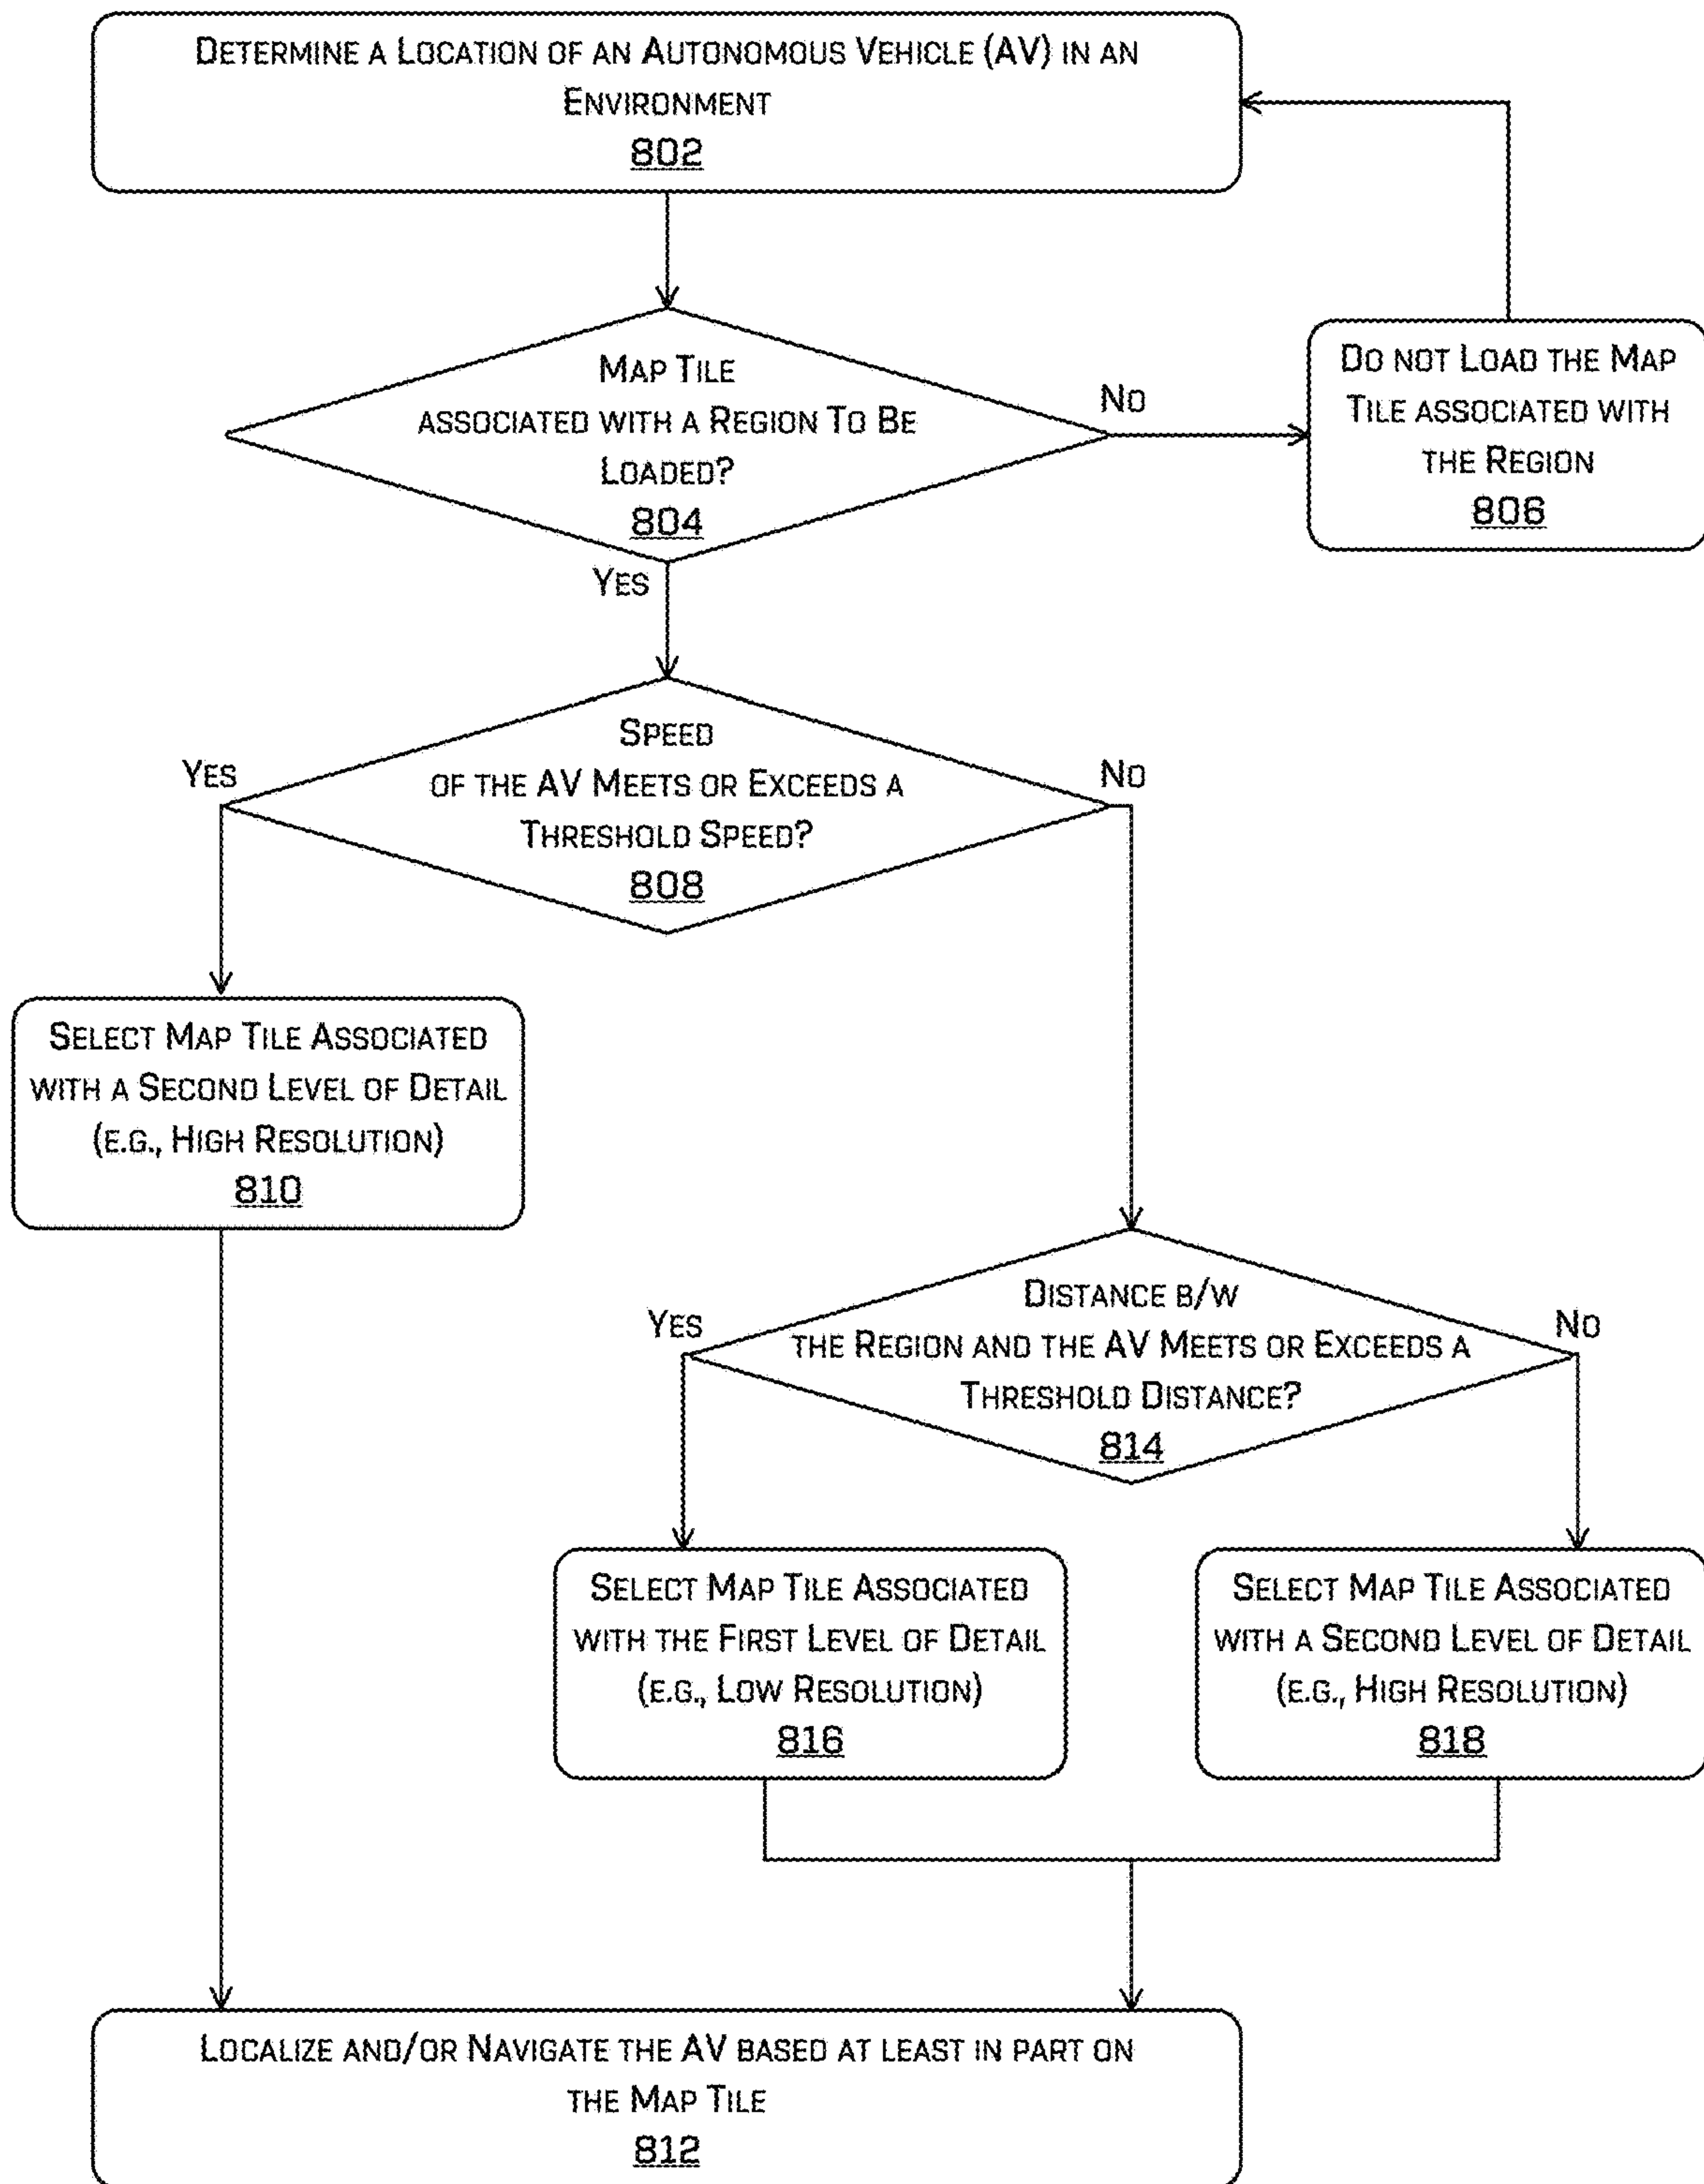 Determine a Location of an Autonomous Vehicle (AV) in an
Environment
802
Map Tile
associated with a Region To Be
Loaded?
804
No
Do not Load the Map
Tile associated with
the Region
806
Yes
Speed
of the AV Meets or Exceeds a
Threshold Speed?
808
Yes
No
Select Map Tile Associated
with a Second Level of Detail
(e.g., High Resolution)
810
Distance b/w
the Region and the AV Meets or Exceeds a
Threshold Distance?
814
Yes
No
Select Map Tile Associated
with the First Level of Detail
(e.g., Low Resolution)
816
Select Map Tile Associated
with a Second Level of Detail
(e.g., High Resolution)
818
Localize and/or Navigate the AV based at least in part on
the Map Tile
812